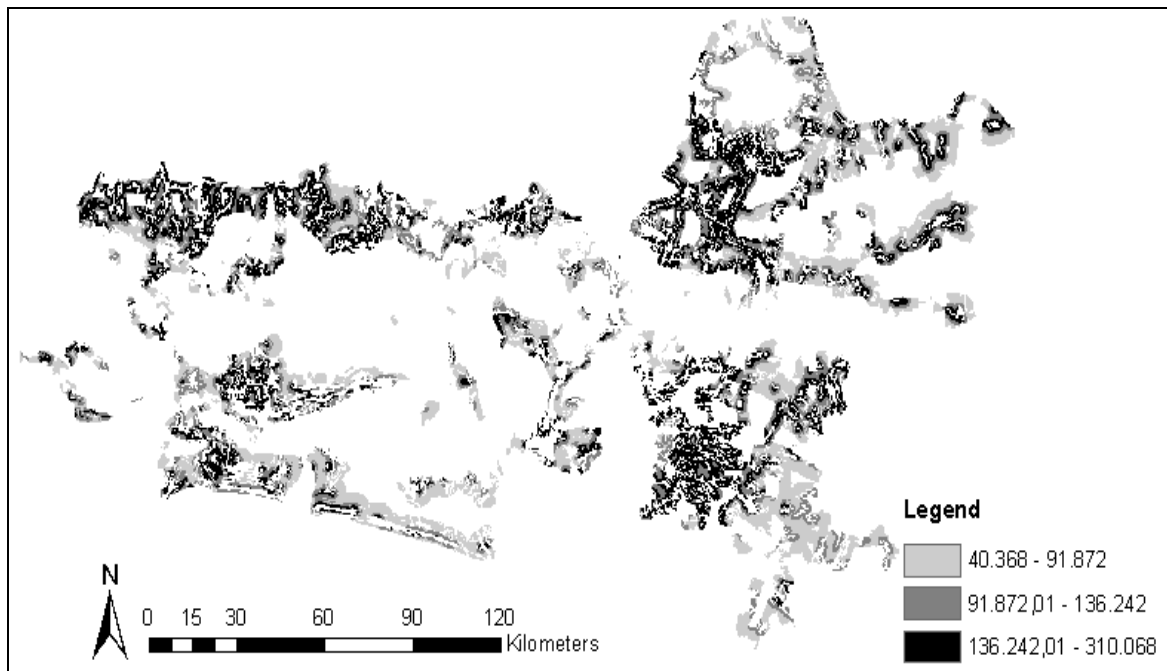 Legend
40.368 - 91.872
91.872,01 - 136.242
136.242,01 - 310.068
N
0 15 30 60 90 120
Kilometers